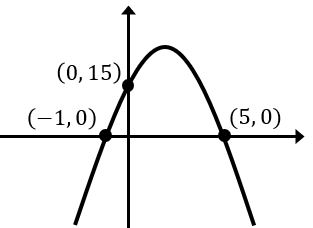 (0, 15)
(−1, 0)
(5, 0)